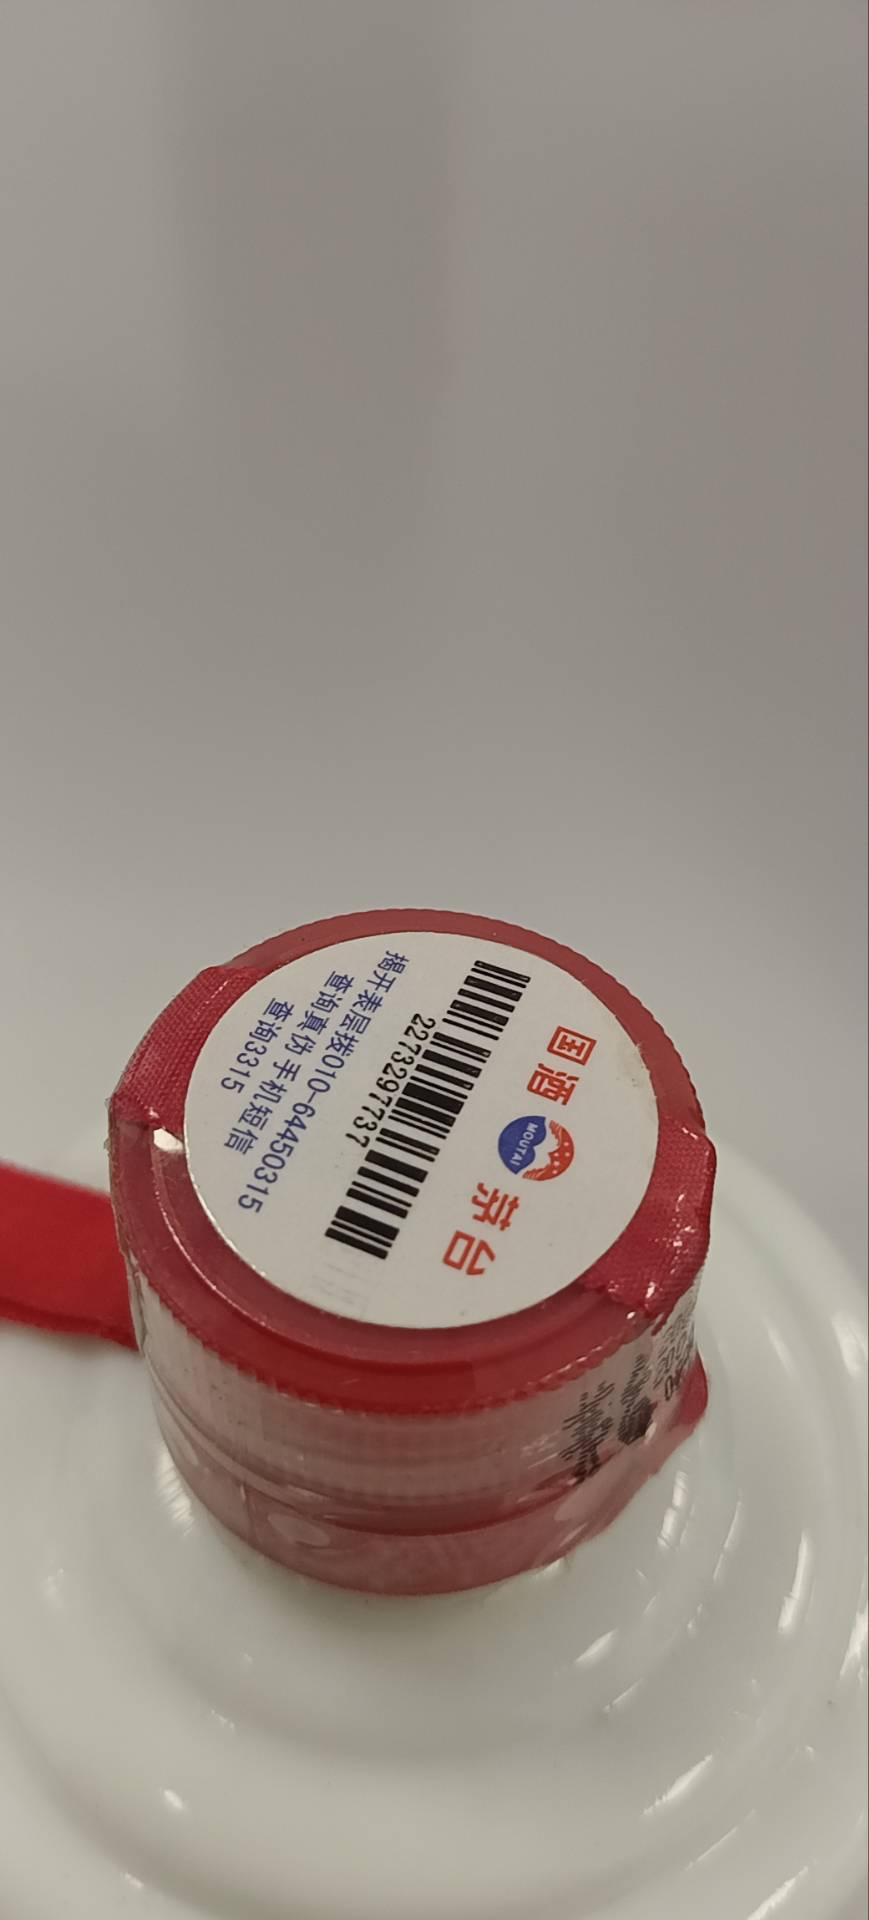 国酒
MOUTAI
茅台
2273297737
揭开表层拨010-64450315
查询真伪 手机短信
查询3315